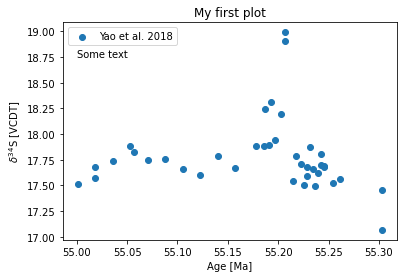 My first plot
19.00
18.75
18.50
18.25
18.00
17.75
17.50
17.25
17.00
δ³⁴S [VCDT]
Yao et al. 2018
Some text
55.00 55.05 55.10 55.15 55.20 55.25 55.30
Age [Ma]